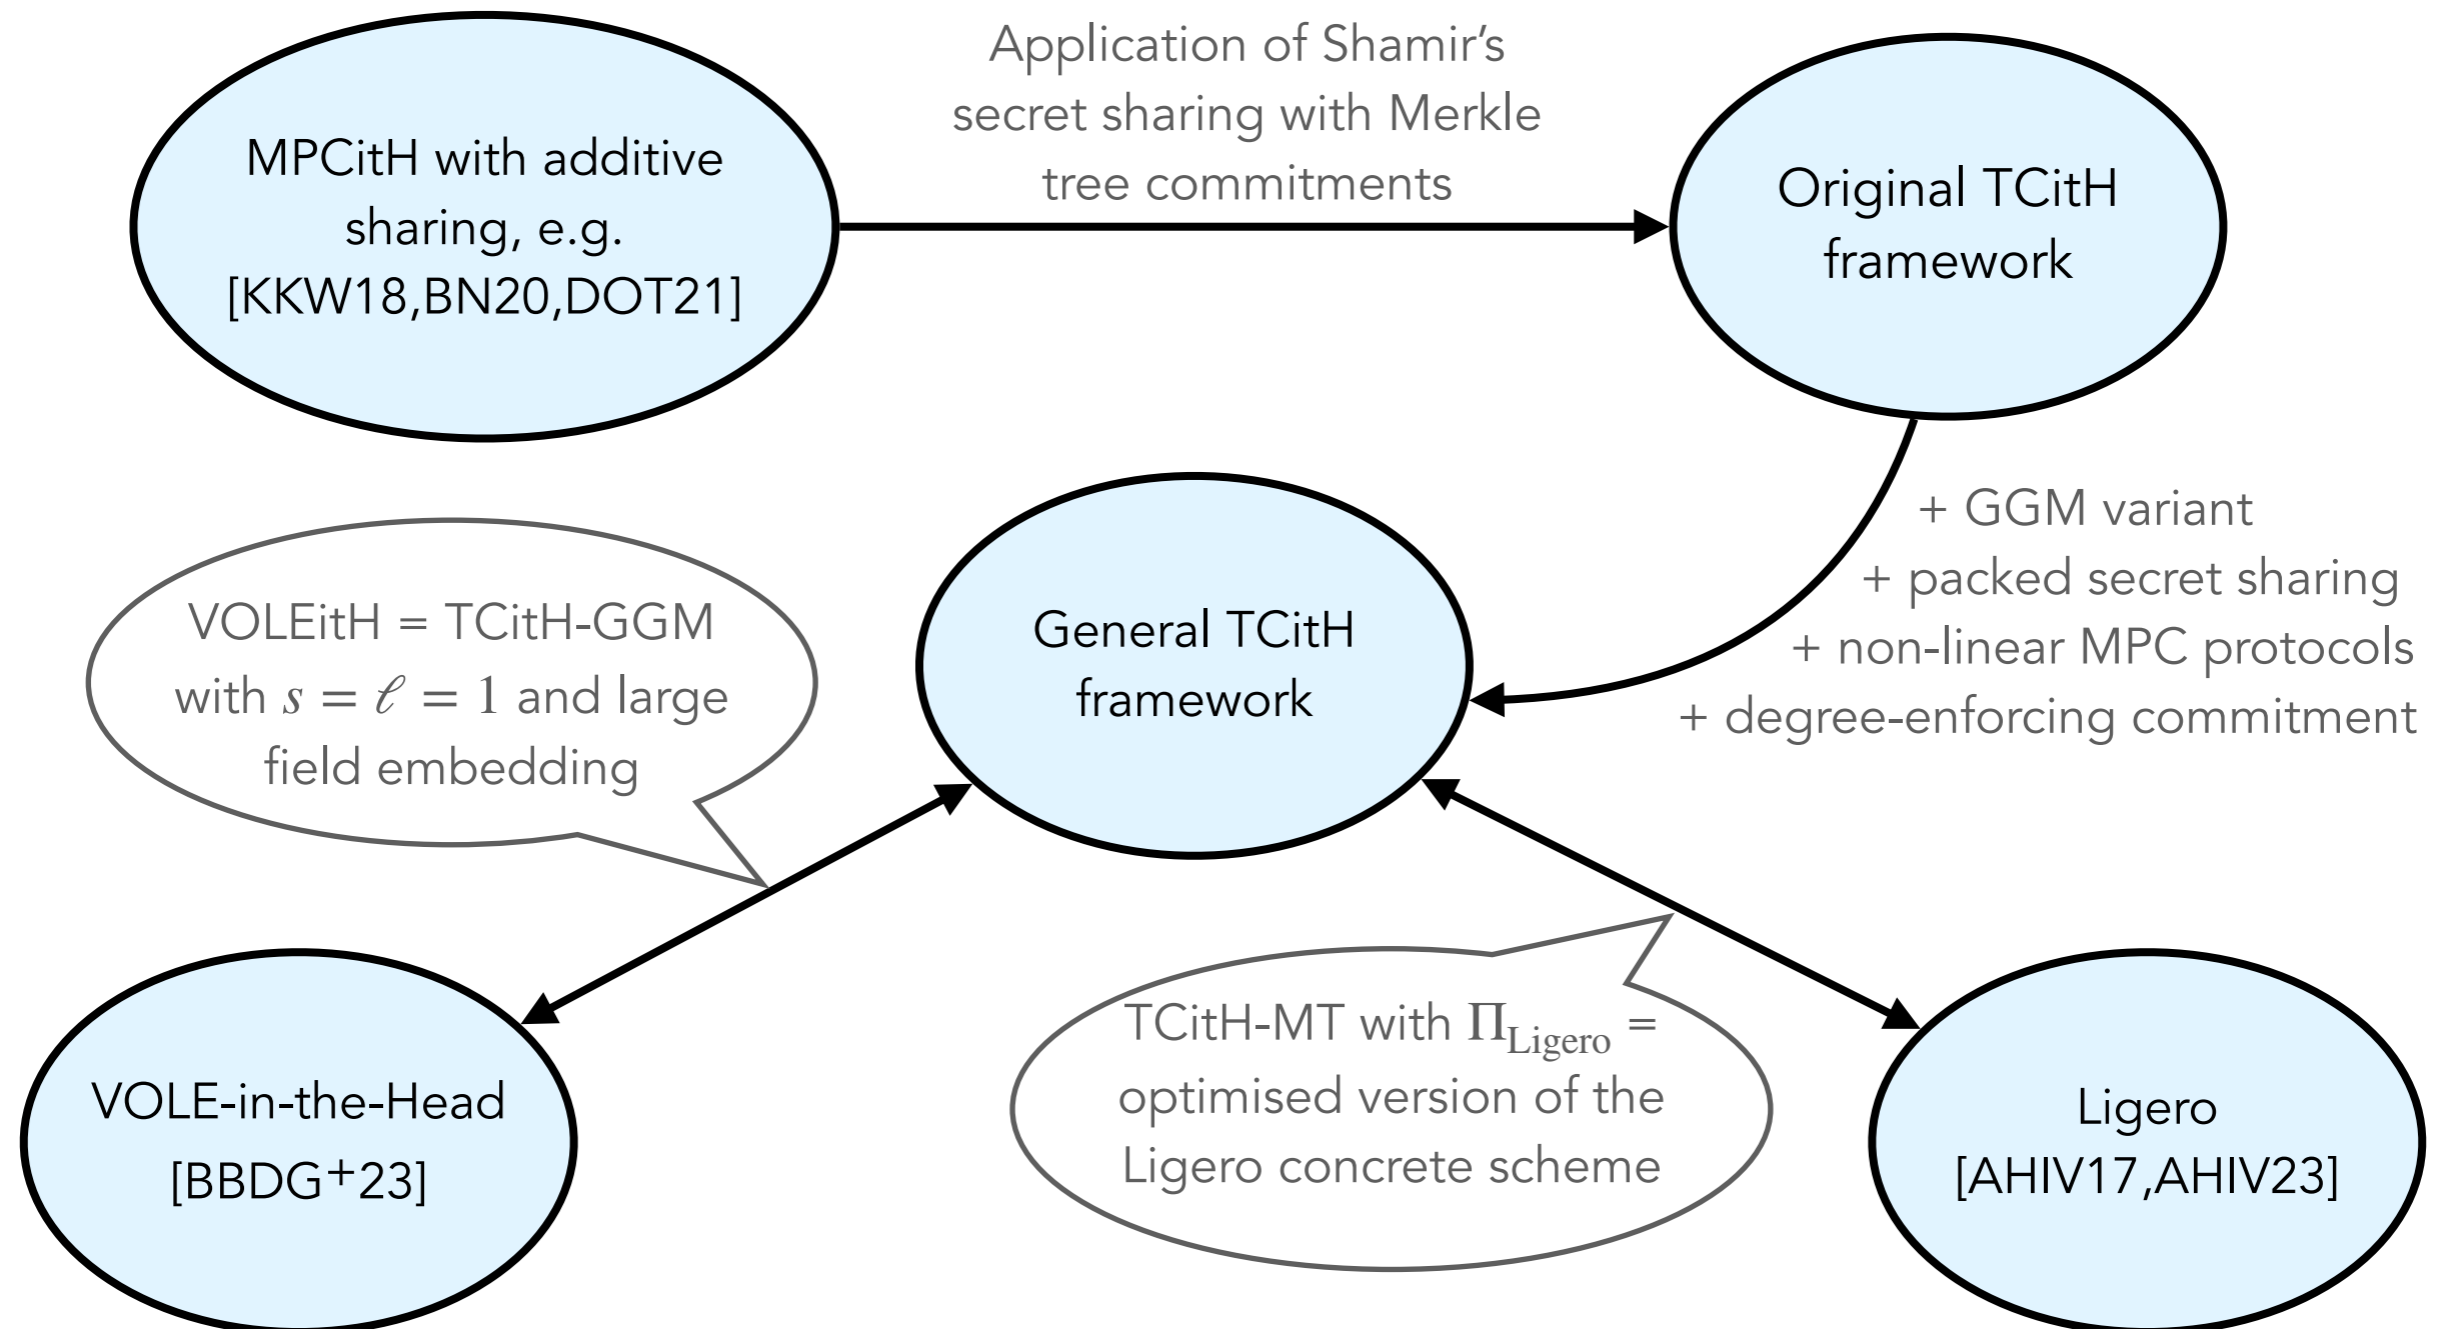 MPCitH with additive
sharing, e.g.
[KKW18,BN20,DOT21]
Application of Shamir's
secret sharing with Merkle
tree commitments
Original TCitH
framework
+ GGM variant
+ packed secret sharing
+ non-linear MPC protocols
+ degree-enforcing commitment
General TCitH
framework
VOLEitH = TCitH-GGM
with s = ℓ = 1 and large
field embedding
VOLE-in-the-Head
[BBDG+23]
TCitH-MT with Π_Ligero =
optimised version of the
Ligero concrete scheme
Ligero
[AHIV17,AHIV23]